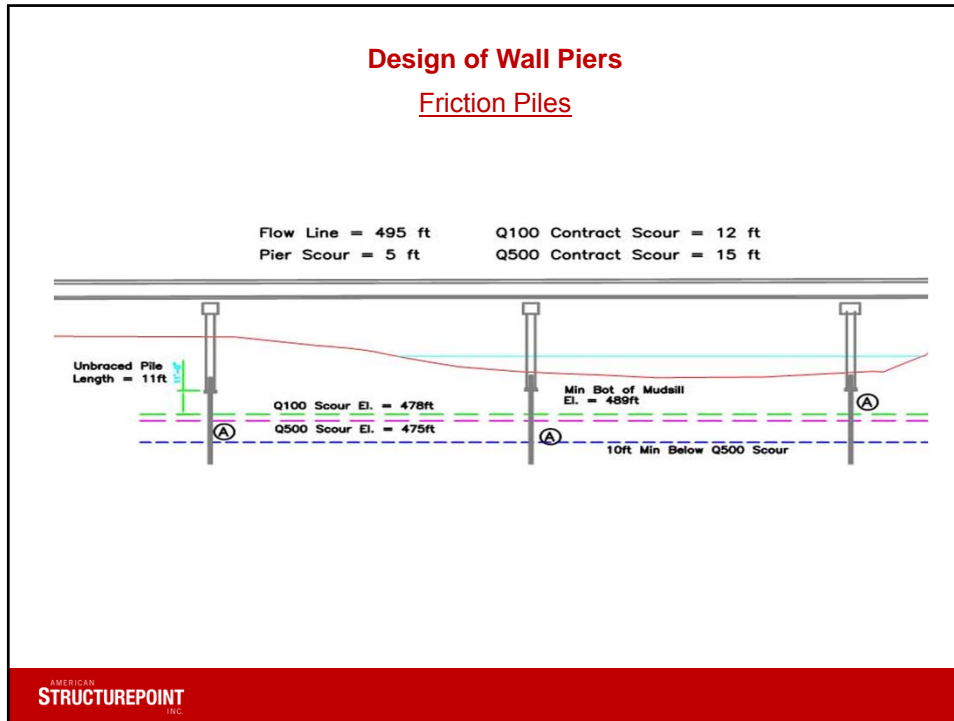 Design of Wall Piers
Friction Piles
Flow Line = 495 ft
Q100 Contract Scour = 12 ft
Pier Scour = 5 ft
Q500 Contract Scour = 15 ft
Unbraced Pile
Length = 11ft
Min Bot of Mudsill
El. = 489ft
Q100 Scour El. = 478ft
A
Q500 Scour El. = 475ft
A
A
10ft Min Below Q500 Scour
AMERICAN
STRUCTUREPOINT
INC.